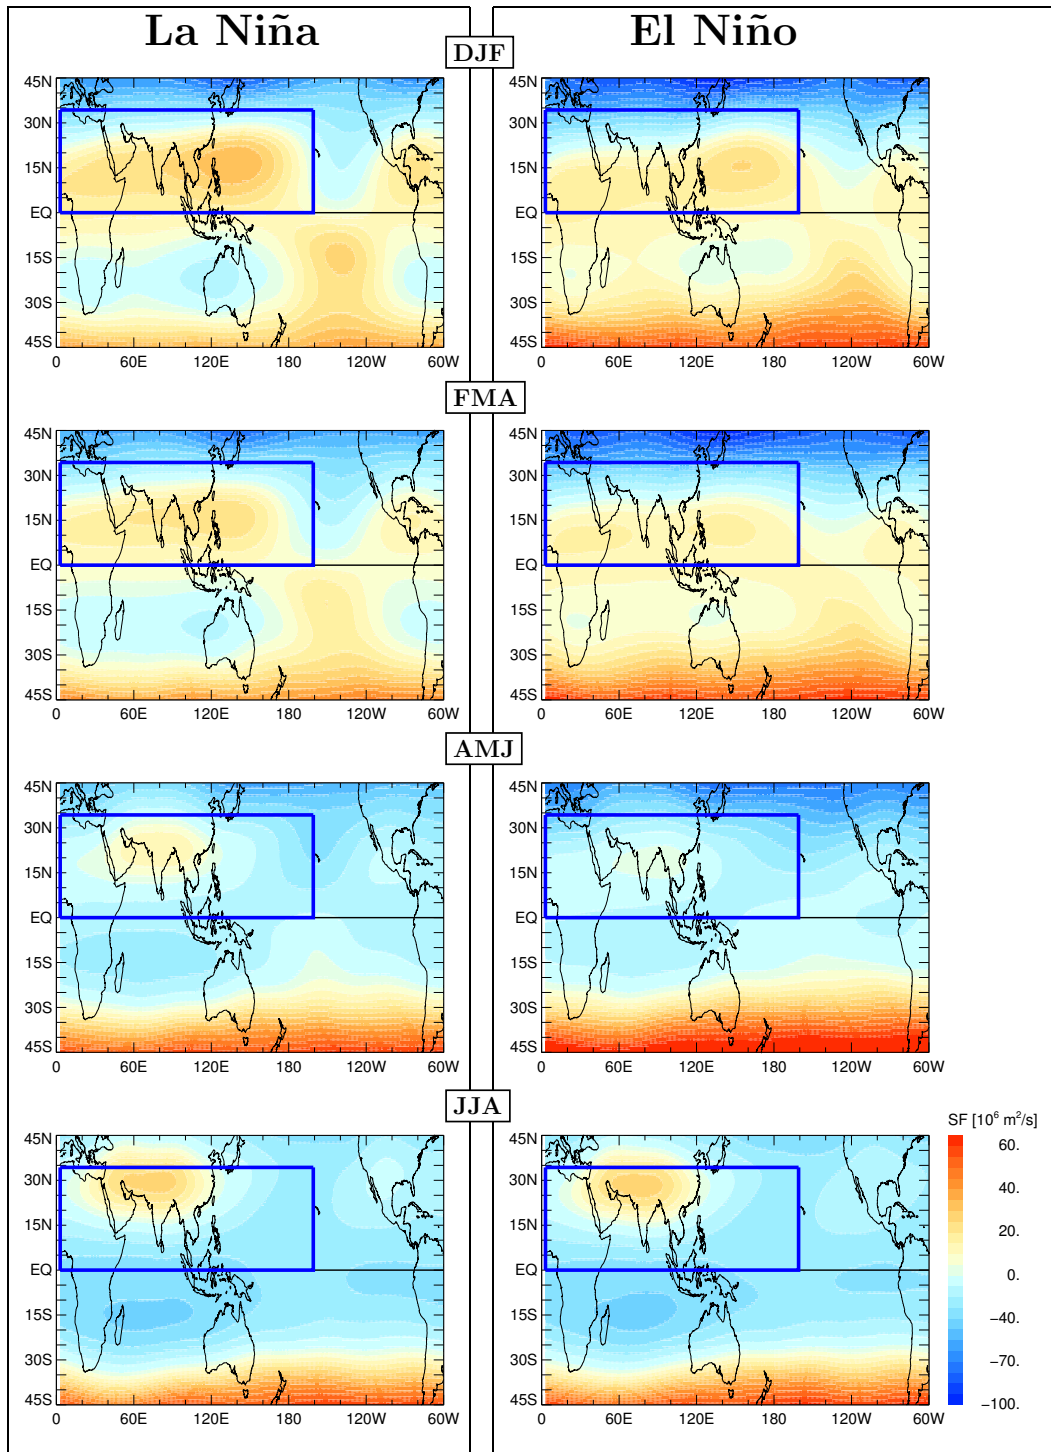 La Niña
El Niño
DJF
45N
30N
15N
EQ
15S
30S
45S
0 60E 120E 180 120W 60W
45N
30N
15N
EQ
15S
30S
45S
0 60E 120E 180 120W 60W
FMA
45N
30N
15N
EQ
15S
30S
45S
0 60E 120E 180 120W 60W
45N
30N
15N
EQ
15S
30S
45S
0 60E 120E 180 120W 60W
AMJ
45N
30N
15N
EQ
15S
30S
45S
0 60E 120E 180 120W 60W
45N
30N
15N
EQ
15S
30S
45S
0 60E 120E 180 120W 60W
JJA
45N
30N
15N
EQ
15S
30S
45S
0 60E 120E 180 120W 60W
45N
30N
15N
EQ
15S
30S
45S
0 60E 120E 180 120W 60W
SF [10⁶ m²/s]
60.
40.
20.
0.
−40.
−70.
−100.